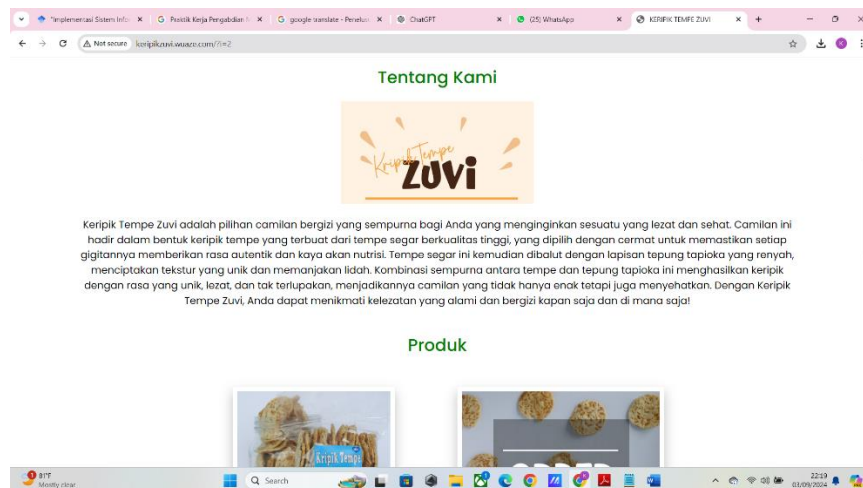 "Implementasi Sistem Info
Praktik Kerja Pengabdian
google translate - Penelus
ChatGPT
(25) WhatsApp
KERIPIK TEMPE ZUVI
Not secure
keripikzuvi.wuaze.com/?i=2
Tentang Kami
Kripik Tempe
ZUVi
Keripik Tempe Zuvi adalah pilihan camilan bergizi yang sempurna bagi Anda yang menginginkan sesuatu yang lezat dan sehat. Camilan ini
hadir dalam bentuk keripik tempe yang terbuat dari tempe segar berkualitas tinggi, yang dipilih dengan cermat untuk memastikan setiap
gigitannya memberikan rasa autentik dan kaya akan nutrisi. Tempe segar ini kemudian dibalut dengan lapisan tepung tapioka yang renyah,
menciptakan tekstur yang unik dan memanjakan lidah. Kombinasi sempurna antara tempe dan tepung tapioka ini menghasilkan keripik
dengan rasa yang unik, lezat, dan tak terlupakan, menjadikannya camilan yang tidak hanya enak tetapi juga menyehatkan. Dengan Keripik
Tempe Zuvi, Anda dapat menikmati kelezatan yang alami dan bergizi kapan saja dan di mana saja!
Produk
Kripik Tempe
81°F
Mostly clear
Search
22:19
03/09/2024